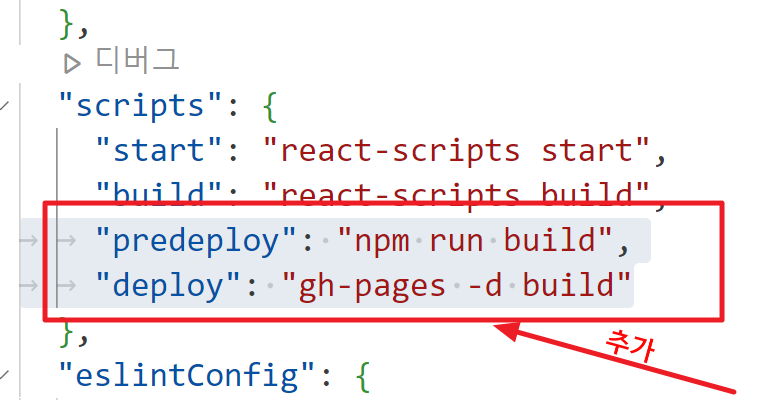 },
디버그
"scripts": {
"start": "react-scripts start",
"build": "react-scripts build",
"predeploy": "npm run build",
"deploy": "gh-pages -d build"
},
추가
"eslintConfig": {